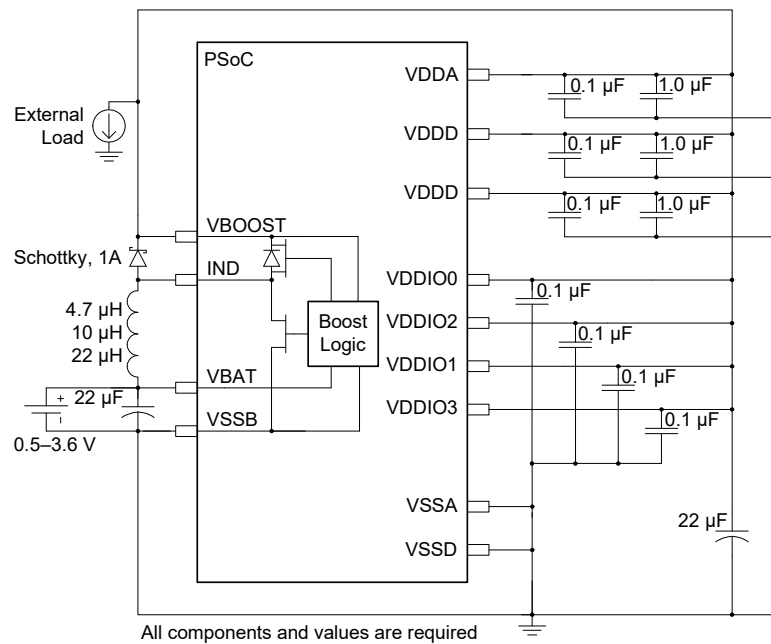 PSoC
VDDA
0.1 µF
1.0 µF
External
Load
VDDD
0.1 µF
1.0 µF
VDDD
0.1 µF
1.0 µF
VBOOST
Schottky, 1A
IND
VDDIO0
0.1 µF
4.7 µH
10 µH
22 µH
Boost
Logic
VDDIO2
0.1 µF
VDDIO1
0.1 µF
VBAT
22 µF
VDDIO3
0.1 µF
VSSB
0.5–3.6 V
VSSA
22 µF
VSSD
All components and values are required